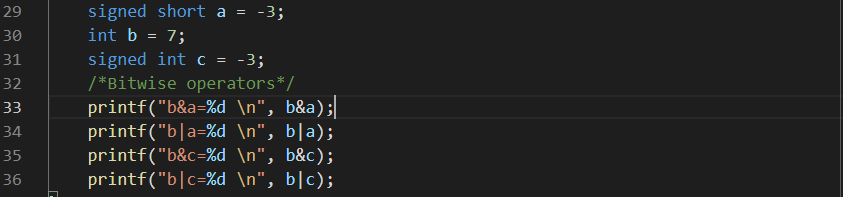 29 signed short a = -3;
30 int b = 7;
31 signed int c = -3;
32 /*Bitwise operators*/
33 printf("b&a=%d \n", b&a);
34 printf("b|a=%d \n", b|a);
35 printf("b&c=%d \n", b&c);
36 printf("b|c=%d \n", b|c);